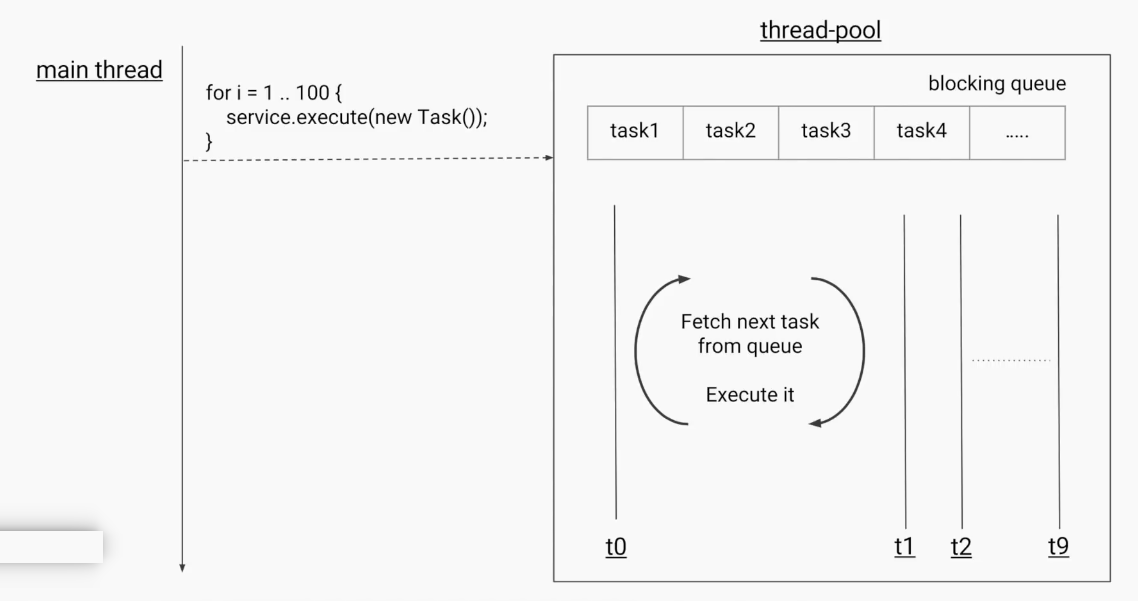 thread-pool
main thread
for i = 1 .. 100 {
service.execute(new Task());
}
blocking queue
task1 task2 task3 task4 .....
Fetch next task
from queue
Execute it
t0 t1 t2 t9